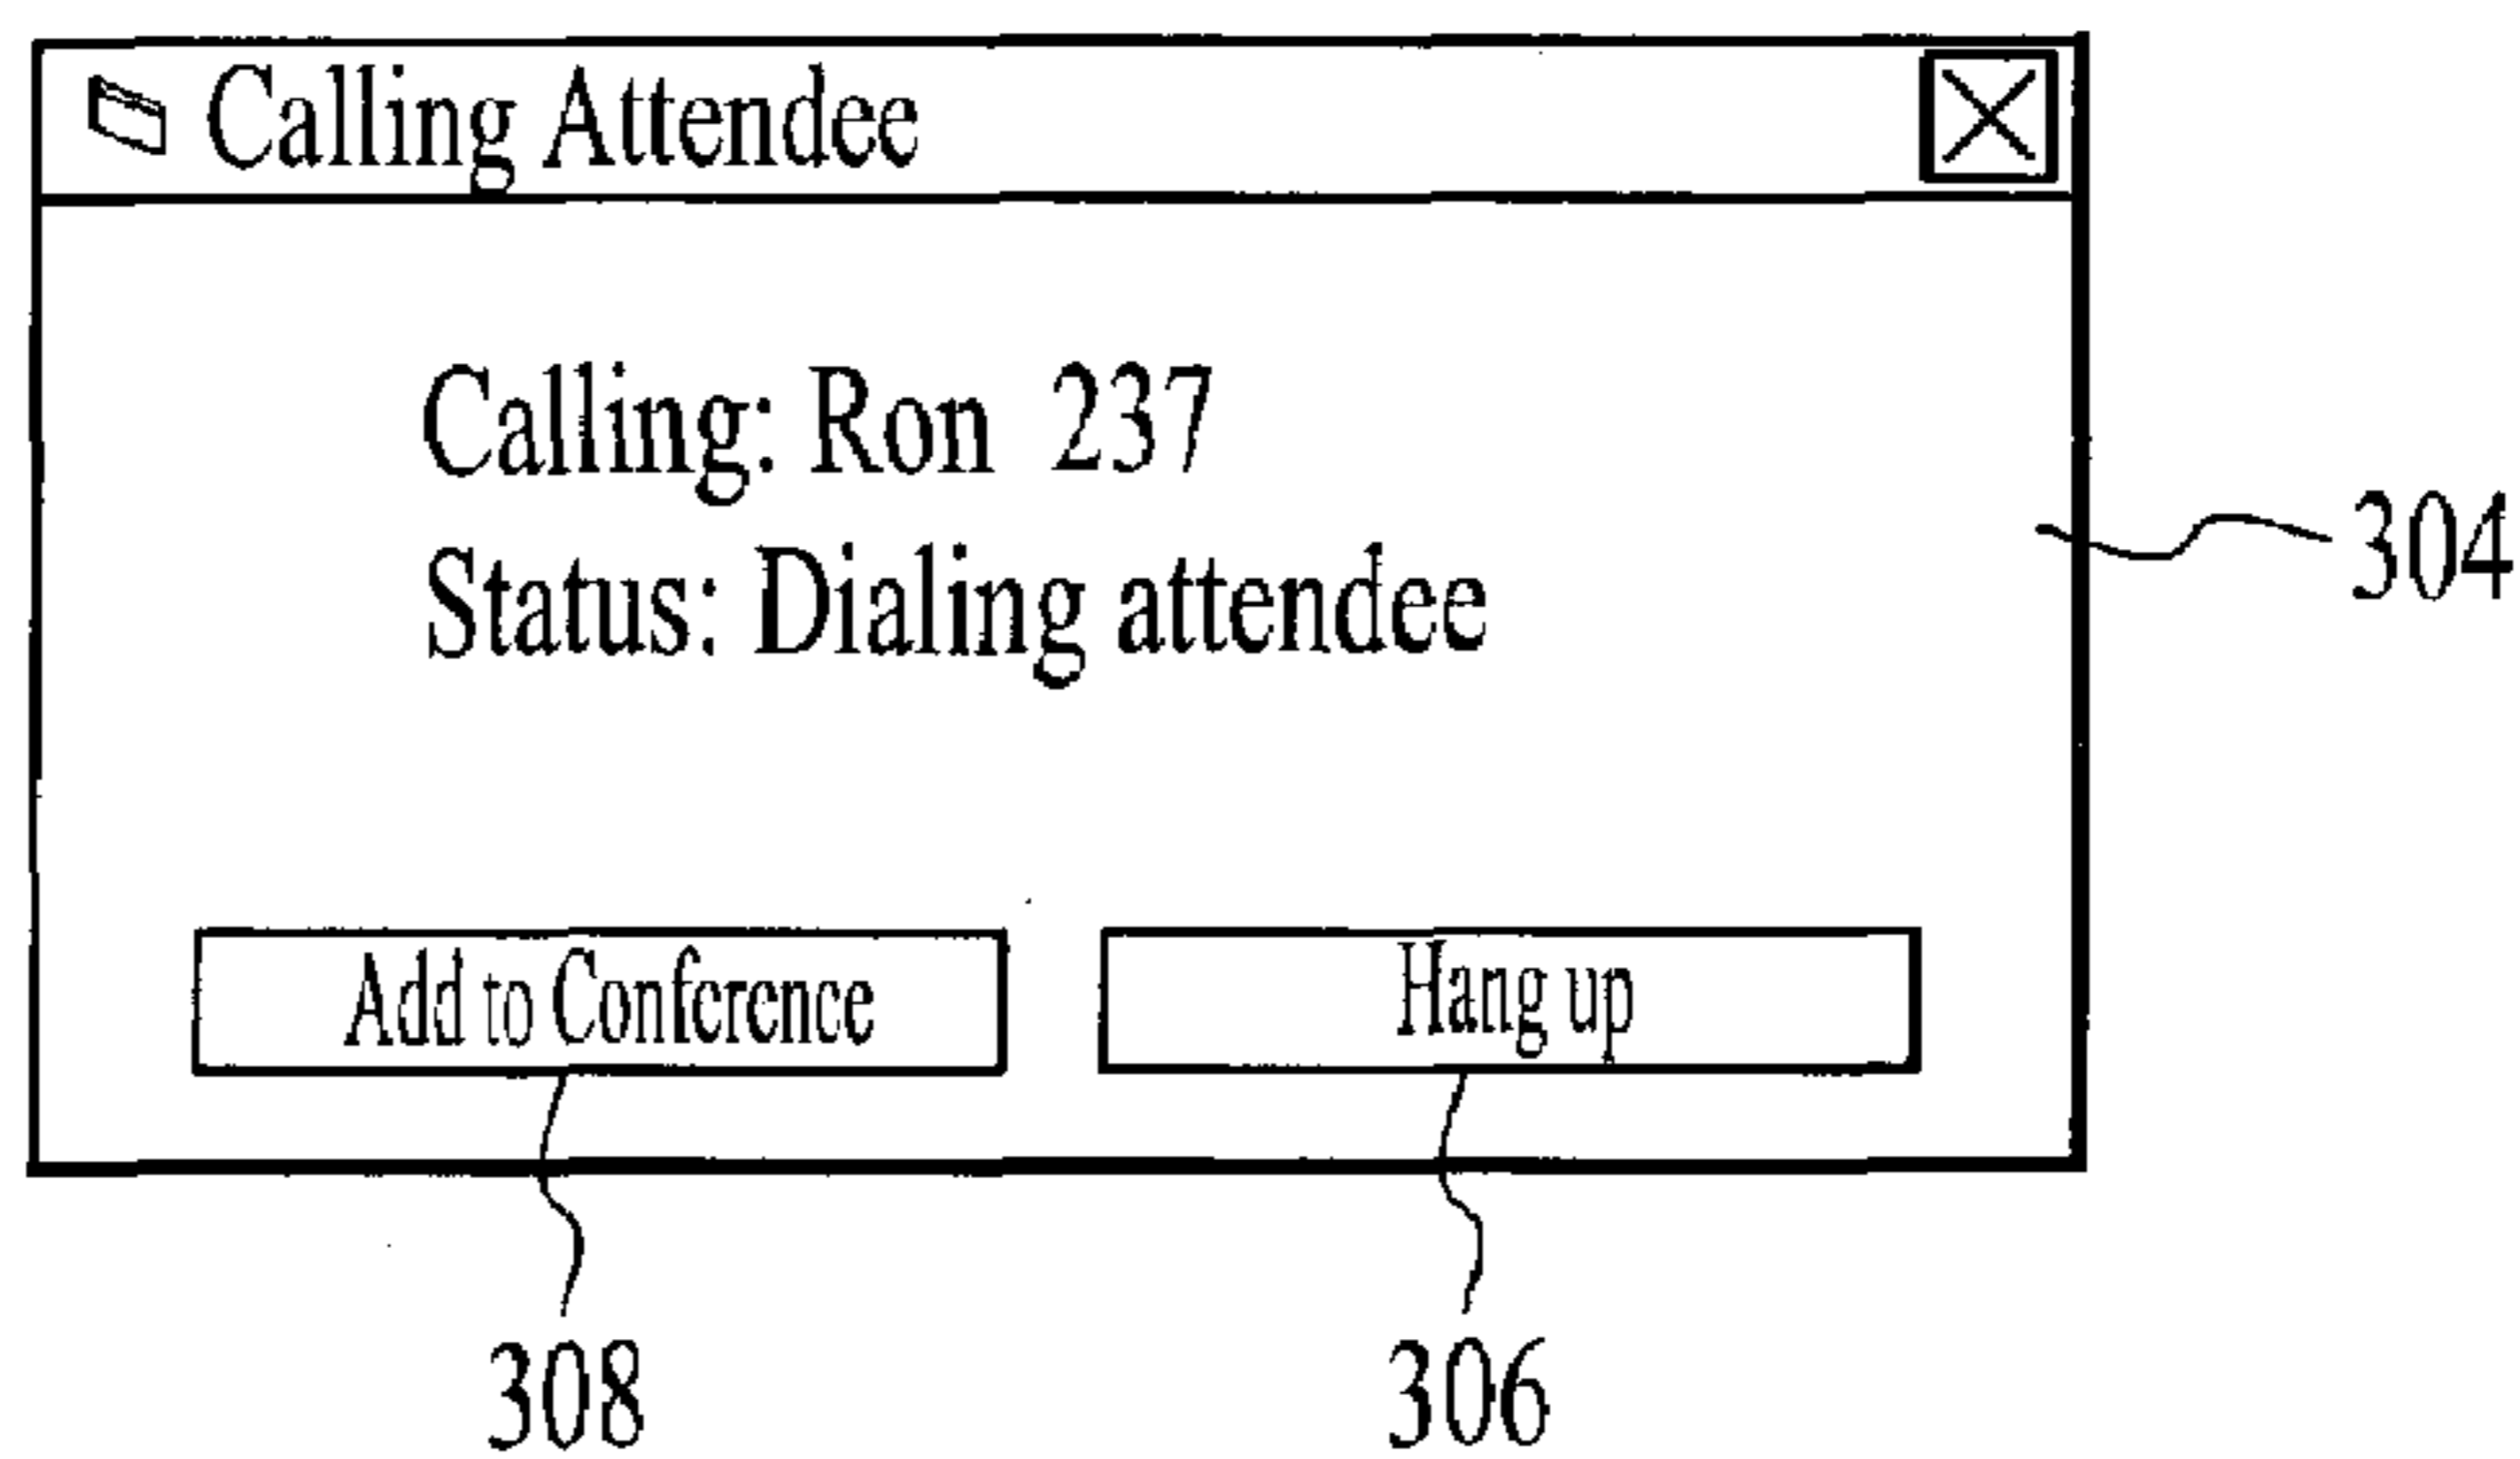 Calling Attendee
Calling: Ron 237
Status: Dialing attendee
304
Add to Conference
Hang up
308
306